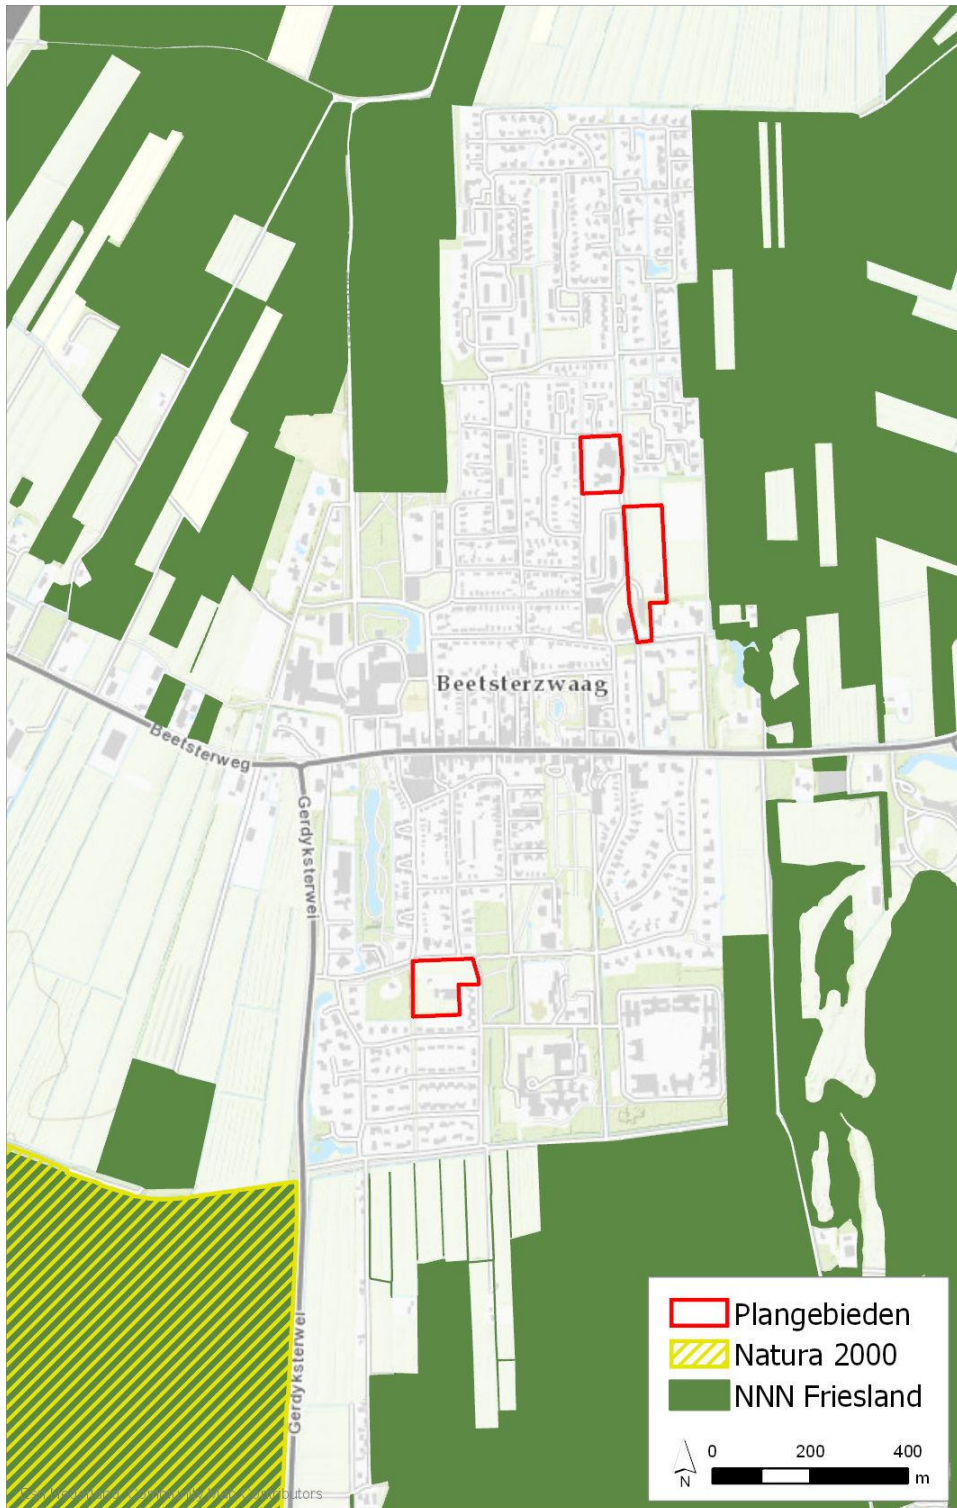 Beetsterzwaag
Beetsterweg
Gerdyksterwei
Gerdyksterwei
Plangebieden
Natura 2000
NNN Friesland
N
0 200 400
m